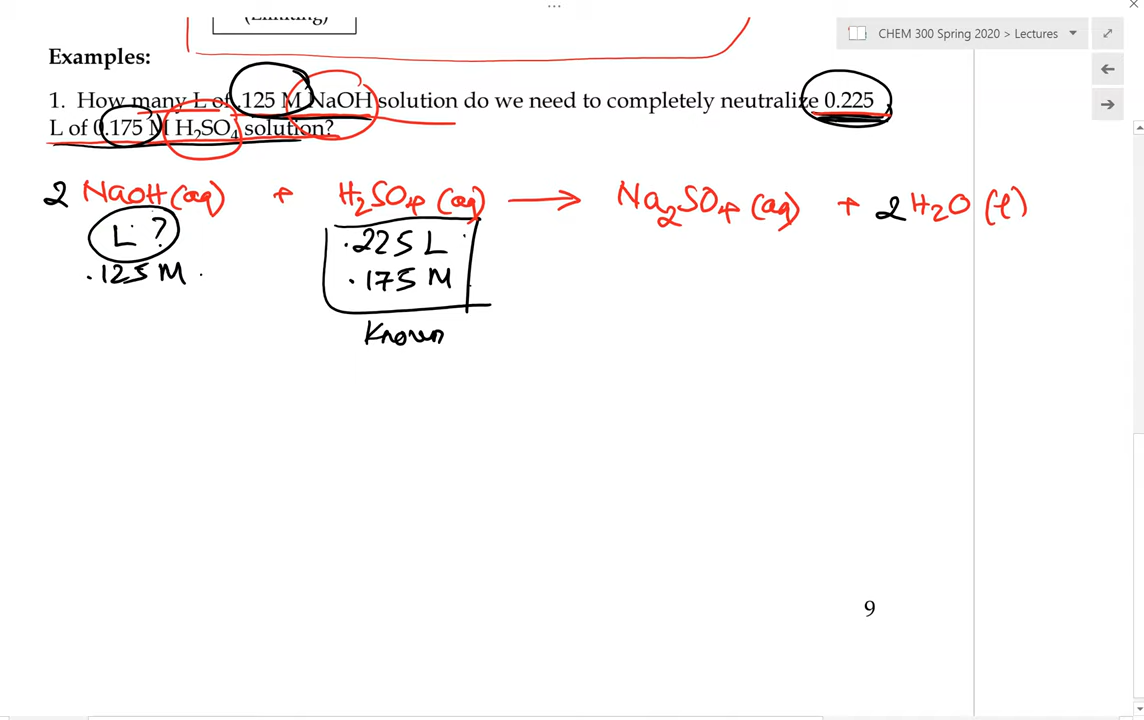 (Limiting)
CHEM 300 Spring 2020 > Lectures
Examples:
1. How many L of .125 M NaOH solution do we need to completely neutralize 0.225
L of 0.175 M H₂SO₄ solution?
2 NaOH (aq) + H₂SO₄ (aq) → Na₂SO₄ (aq) + 2 H₂O (l)
L ? .225 L
.125 M .175 M
Known
9